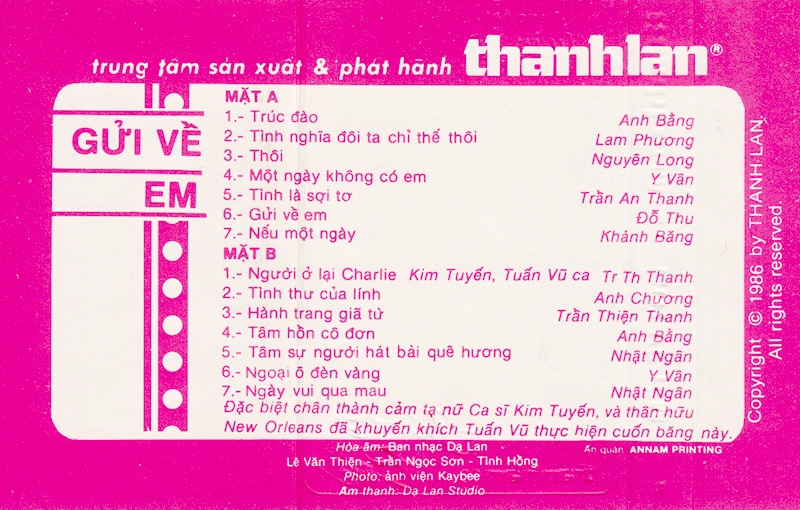 trung tâm sản xuất & phát hành thanhlan®
GỬI VỀ
EM
MẶT A
1.- Trúc đào Anh Bằng
2.- Tình nghĩa đôi ta chỉ thế thôi Lam Phương
3.- Thôi Nguyên Long
4.- Một ngày không có em Y Vân
5.- Tình là sợi tơ Trần An Thanh
6.- Gửi về em Đỗ Thu
7.- Nếu một ngày Khánh Băng
MẶT B
1.- Người ở lại Charlie Kim Tuyến, Tuấn Vũ ca Tr Th Thanh
2.- Tình thư của lính Anh Chương
3.- Hành trang giã từ Trần Thiện Thanh
4.- Tâm hồn cô đơn Anh Bằng
5.- Tâm sự người hát bài quê hương Nhật Ngân
6.- Ngoại ô đèn vàng Y Vân
7.- Ngày vui qua mau Nhật Ngân
Đặc biệt chân thành cảm tạ nữ Ca sĩ Kim Tuyến, và thân hữu
New Orleans đã khuyến khích Tuấn Vũ thực hiện cuốn băng này.
Hòa âm: Ban nhạc Dạ Lan
Lê Văn Thiện - Trần Ngọc Sơn - Tình Hồng
Photo: ảnh viện Kaybee
Âm thanh: Dạ Lan Studio
Ấn quán ANNAM PRINTING
Copyright © 1986 by THANH LAN.
All rights reserved.